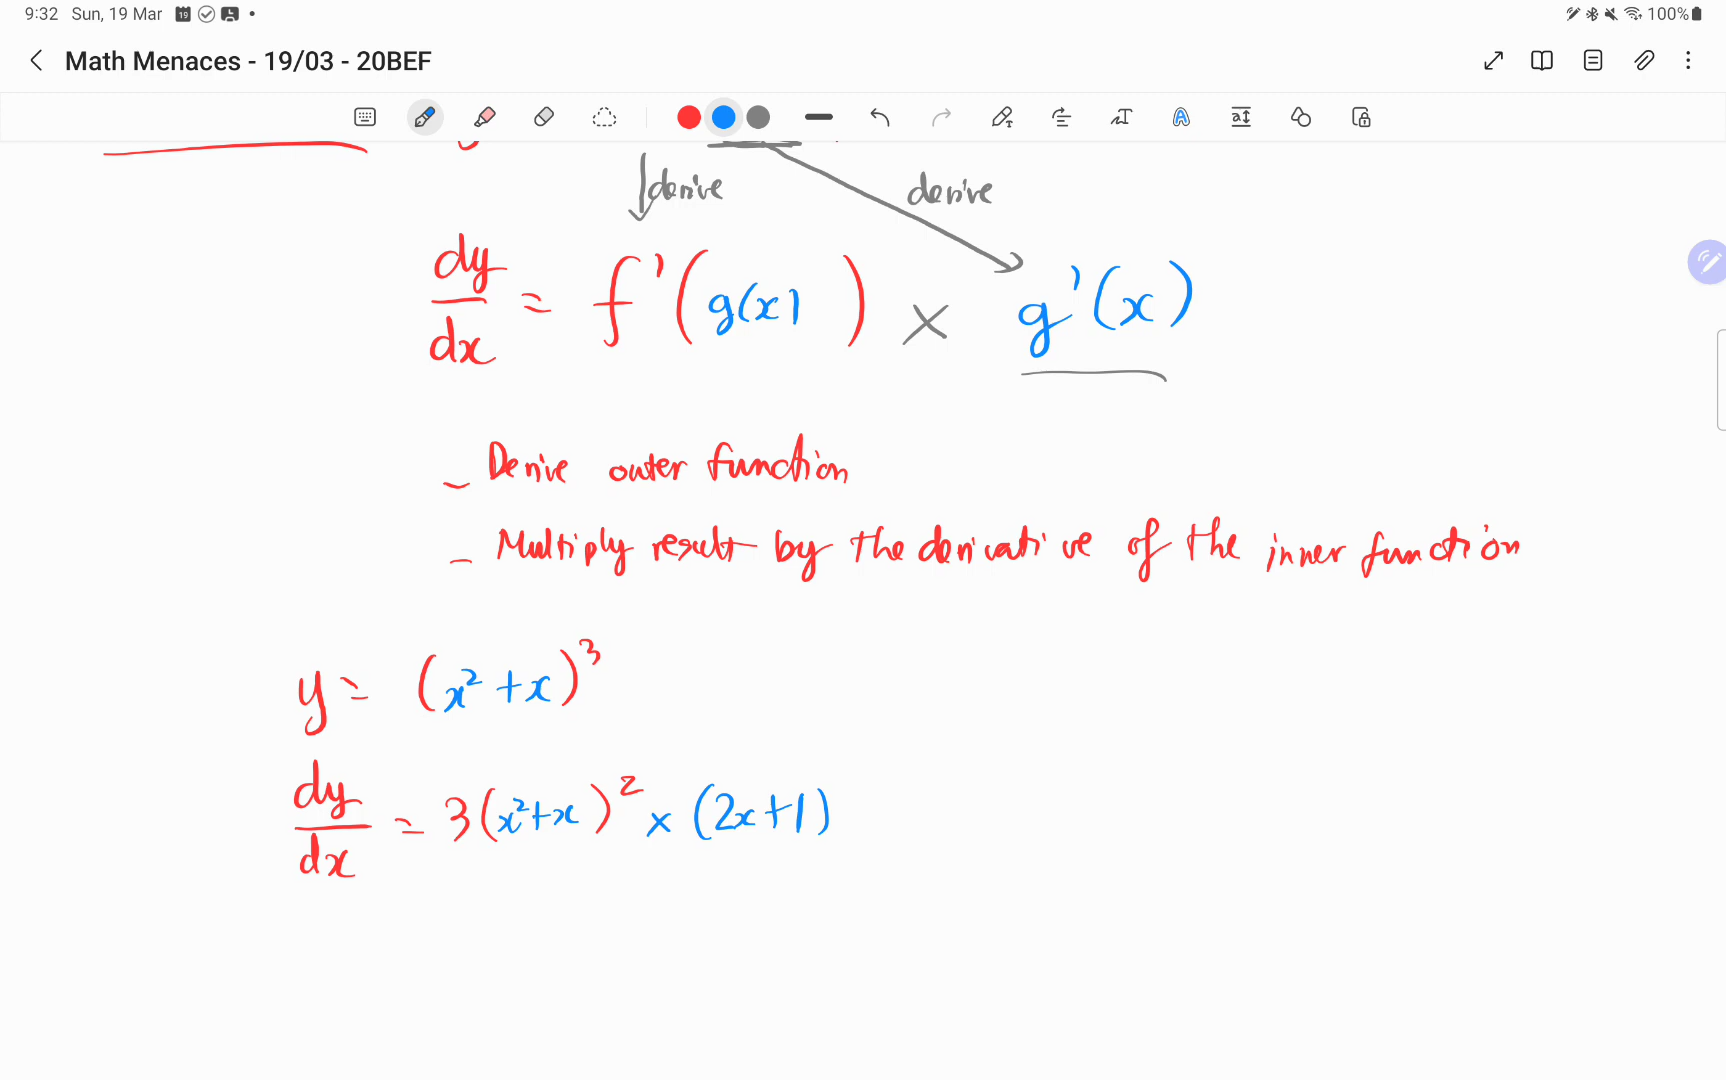 9:32 Sun, 19 Mar 19 100%
Math Menaces - 19/03 - 20BEF
derive derive
dy/dx = f'(g(x)) × g'(x)
- Derive outer function
- Multiply result by the derivative of the inner function
y = (x² + x)³
dy/dx = 3(x²+x)² × (2x+1)